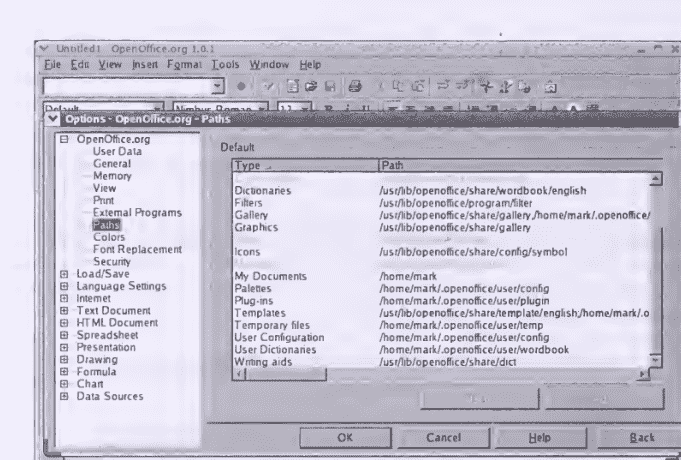 Untitled1 OpenOffice.org 1.0.1
File Edit View Insert Format Tools Window Help
Default Nimbus Roman 12 B i U
Options - OpenOffice.org - Paths
OpenOffice.org
User Data
General
Memory
View
Print
External Programs
Paths
Colors
Font Replacement
Security
Load/Save
Language Settings
Internet
Text Document
HTML Document
Spreadsheet
Presentation
Drawing
Formula
Chart
Data Sources
Default
Type Path
Dictionaries /usr/lib/openoffice/share/wordbook/english
Filters /usr/lib/openoffice/program/filter
Gallery /usr/lib/openoffice/share/gallery;/home/mark/.openoffice/
Graphics /usr/lib/openoffice/share/gallery
Icons /usr/lib/openoffice/share/config/symbol
My Documents /home/mark
Palettes /home/mark/.openoffice/user/config
Plug-ins /home/mark/.openoffice/user/plugin
Templates /usr/lib/openoffice/share/template/english;/home/mark/.o
Temporary files /home/mark/.openoffice/user/temp
User Configuration /home/mark/.openoffice/user/config
User Dictionaries /home/mark/.openoffice/user/wordbook
Writing aids /usr/lib/openoffice/share/dict
OK Cancel Help Back